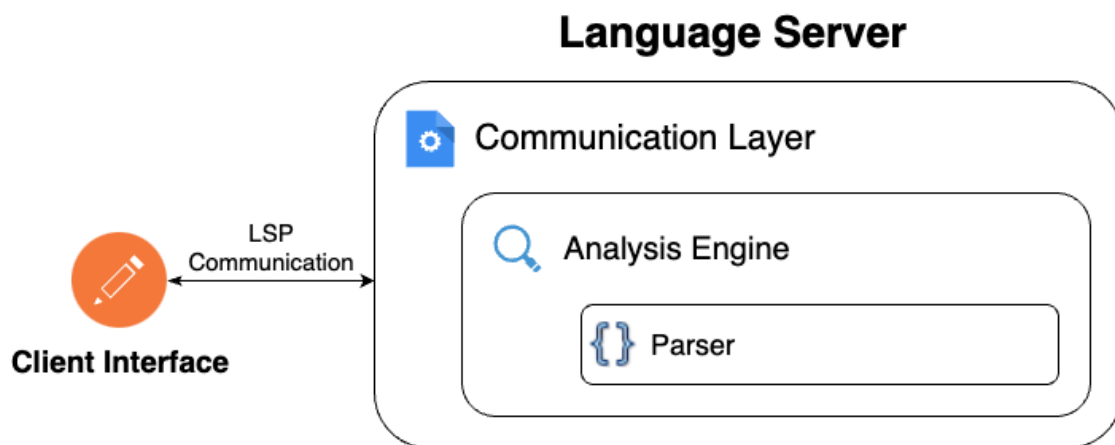 Language Server
Communication Layer
LSP
Communication
Analysis Engine
{} Parser
Client Interface